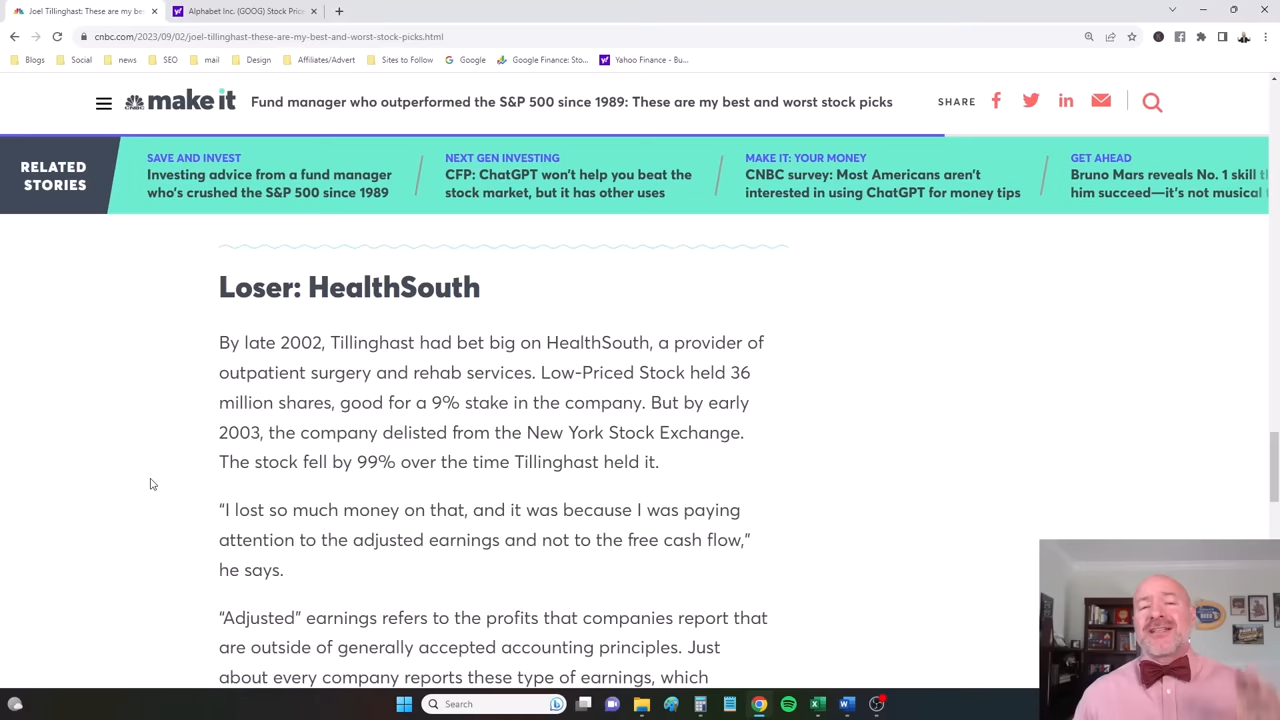 Joel Tillinghast: These are my be
Alphabet Inc. (GOOG) Stock Price
cnbc.com/2023/09/02/joel-tillinghast-these-are-my-best-and-worst-stock-picks.html
Blogs
Social
news
SEO
mail
Design
Affiliates/Advert
Sites to Follow
Google
Google Finance: Sto...
Yahoo Finance - Bu...
make it
Fund manager who outperformed the S&P 500 since 1989: These are my best and worst stock picks
SHARE
RELATED
STORIES
SAVE AND INVEST
Investing advice from a fund manager
who's crushed the S&P 500 since 1989
NEXT GEN INVESTING
CFP: ChatGPT won't help you beat the
stock market, but it has other uses
MAKE IT: YOUR MONEY
CNBC survey: Most Americans aren't
interested in using ChatGPT for money tips
GET AHEAD
Bruno Mars reveals No. 1 skill t
him succeed—it's not musical
Loser: HealthSouth
By late 2002, Tillinghast had bet big on HealthSouth, a provider of
outpatient surgery and rehab services. Low-Priced Stock held 36
million shares, good for a 9% stake in the company. But by early
2003, the company delisted from the New York Stock Exchange.
The stock fell by 99% over the time Tillinghast held it.
“I lost so much money on that, and it was because I was paying
attention to the adjusted earnings and not to the free cash flow,”
he says.
“Adjusted” earnings refers to the profits that companies report that
are outside of generally accepted accounting principles. Just
about every company reports these type of earnings, which
Search